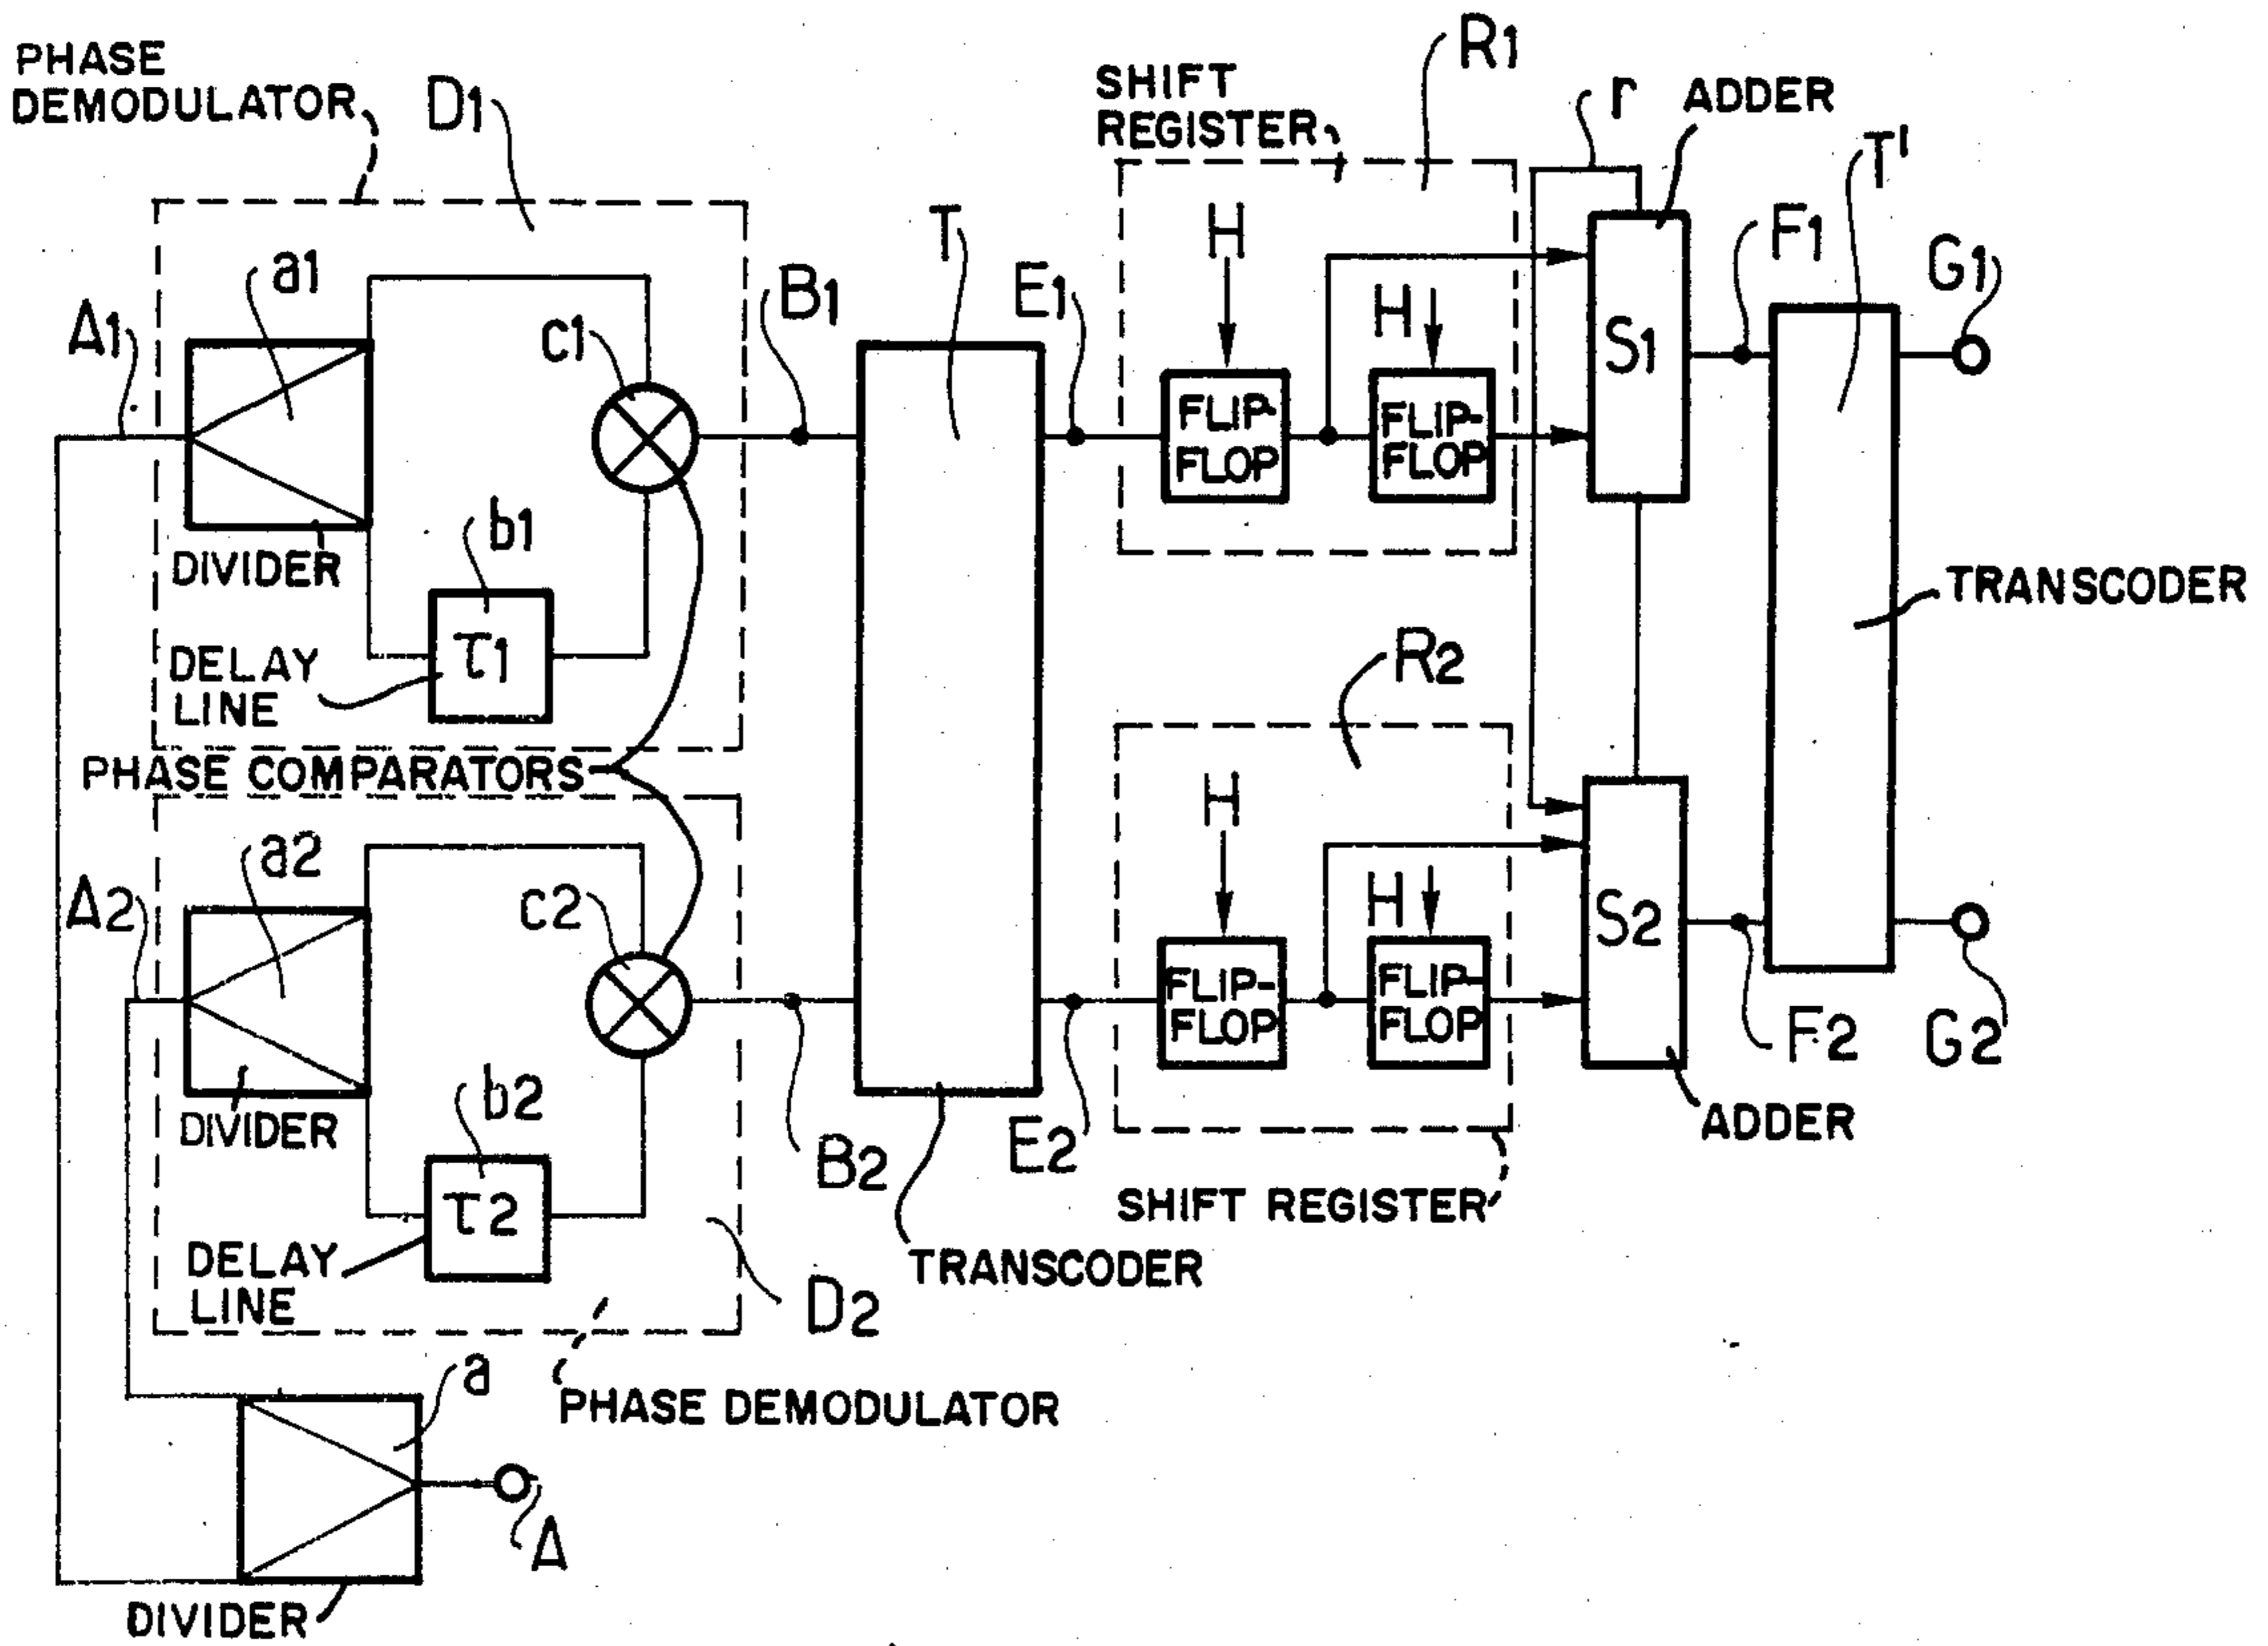 PHASE
DEMODULATOR
D1
SHIFT
REGISTER
R1
r
ADDER
T'
A1
a1
c1
B1
T
E1
H
H
S1
F1
G1
FLIP-
FLOP
FLIP-
FLOP
DIVIDER
b1
τ1
DELAY
LINE
TRANSCODER
R2
PHASE COMPARATORS
A2
a2
c2
H
H
S2
FLIP-
FLOP
FLIP-
FLOP
F2
G2
DIVIDER
b2
τ2
B2
E2
ADDER
SHIFT REGISTER
DELAY
LINE
D2
TRANSCODER
a
PHASE DEMODULATOR
A
DIVIDER